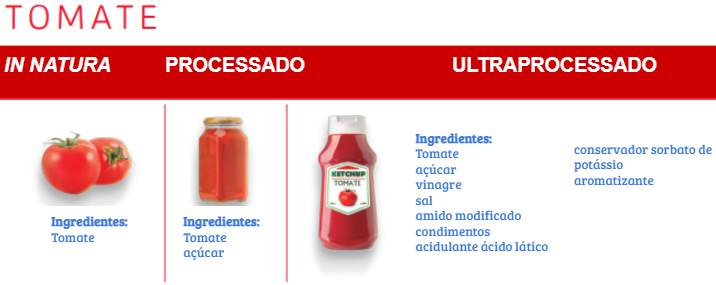 TOMATE
IN NATURA
PROCESSADO
ULTRAPROCESSADO
Ingredientes:
Tomate
Ingredientes:
Tomate
açúcar
KETCHUP
TOMATE
Ingredientes:
Tomate
açúcar
vinagre
sal
amido modificado
condimentos
acidulante ácido lático
conservador sorbato de
potássio
aromatizante